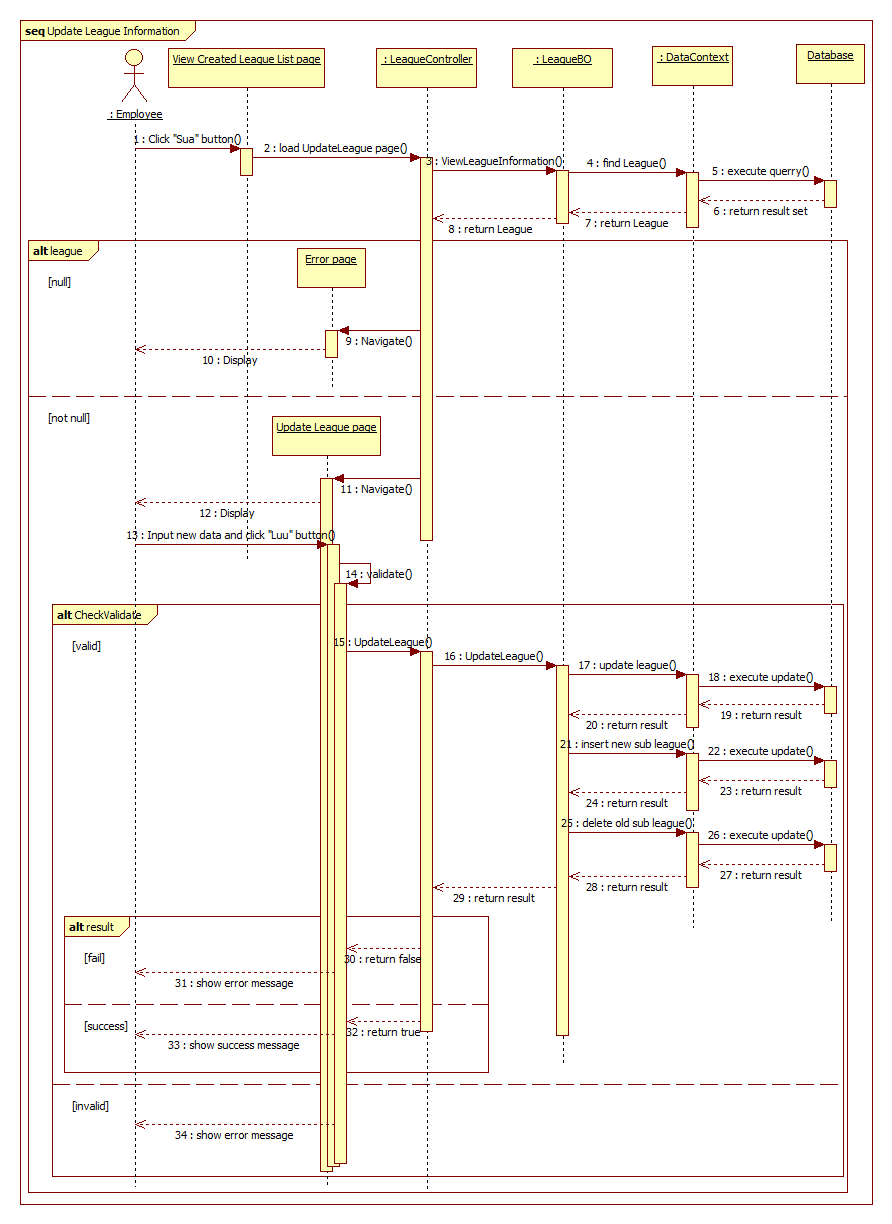 seq Update League Information
View Created League List page
: LeagueController
: LeagueBO
: DataContext
Database
: Employee
1 : Click "Sua" button()
2 : load UpdateLeague page()
3 : ViewLeagueInformation()
4 : find League()
5 : execute querry()
6 : return result set
7 : return League
8 : return League
alt league
[null]
Error page
9 : Navigate()
10 : Display
[not null]
Update League page
11 : Navigate()
12 : Display
13 : Input new data and click "Luu" button()
14 : validate()
alt CheckValidate
[valid]
15 : UpdateLeague()
16 : UpdateLeague()
17 : update league()
18 : execute update()
19 : return result
20 : return result
21 : insert new sub league()
22 : execute update()
23 : return result
24 : return result
25 : delete old sub league()
26 : execute update()
27 : return result
28 : return result
29 : return result
alt result
[fail]
30 : return false
31 : show error message
[success]
32 : return true
33 : show success message
[invalid]
34 : show error message